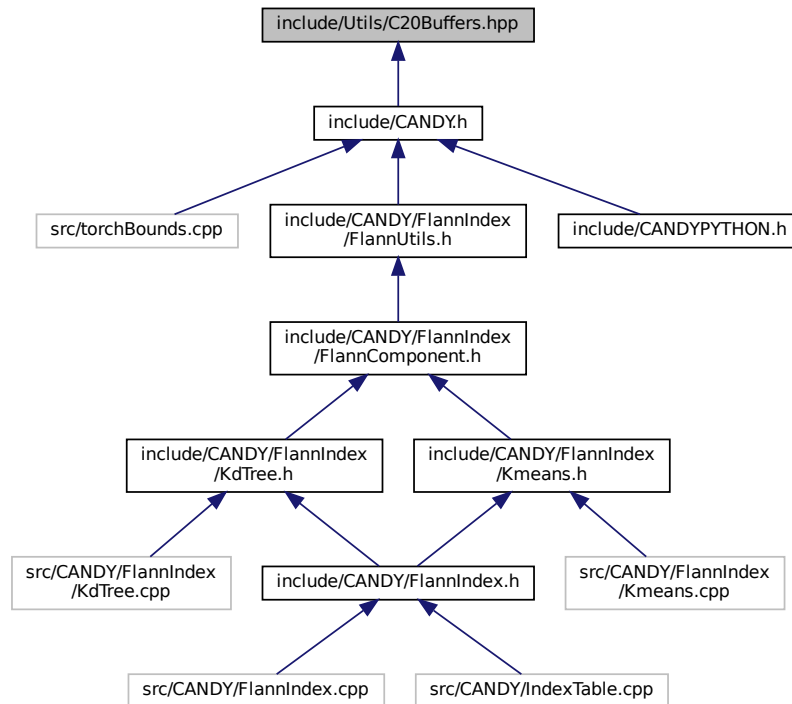 include/Utils/C20Buffers.hpp
include/CANDY.h
src/torchBounds.cpp
include/CANDY/FlannIndex
/FlannUtils.h
include/CANDYPYTHON.h
include/CANDY/FlannIndex
/FlannComponent.h
include/CANDY/FlannIndex
/KdTree.h
include/CANDY/FlannIndex
/Kmeans.h
src/CANDY/FlannIndex
/KdTree.cpp
include/CANDY/FlannIndex.h
src/CANDY/FlannIndex
/Kmeans.cpp
src/CANDY/FlannIndex.cpp
src/CANDY/IndexTable.cpp